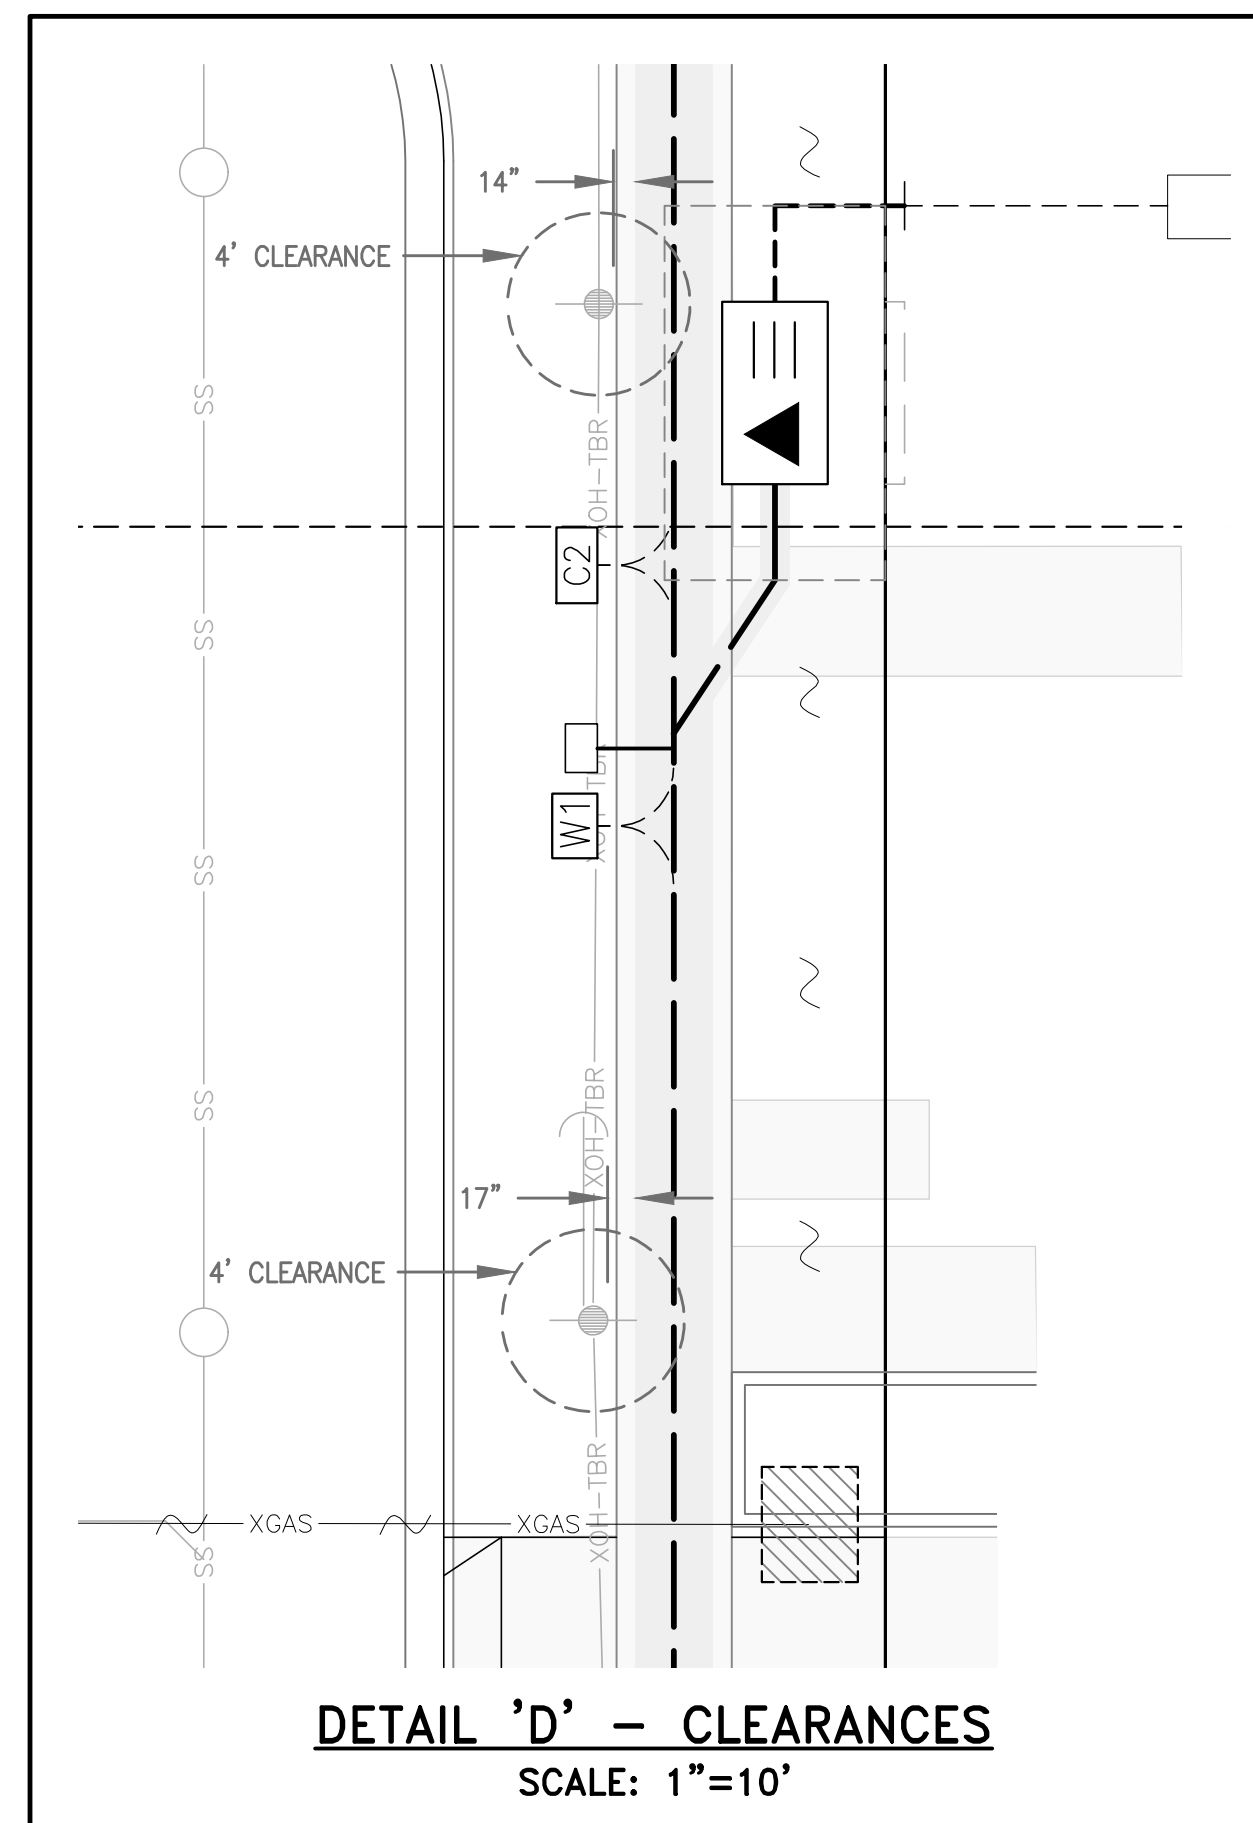 14"
4' CLEARANCE
SS
XOH-TBR
C2
SS
XOH-TBR
W1
SS
XOH-TBR
SS
17"
4' CLEARANCE
XOH-TBR
XGAS
XGAS
SS
DETAIL 'D' - CLEARANCES
SCALE: 1"=10'